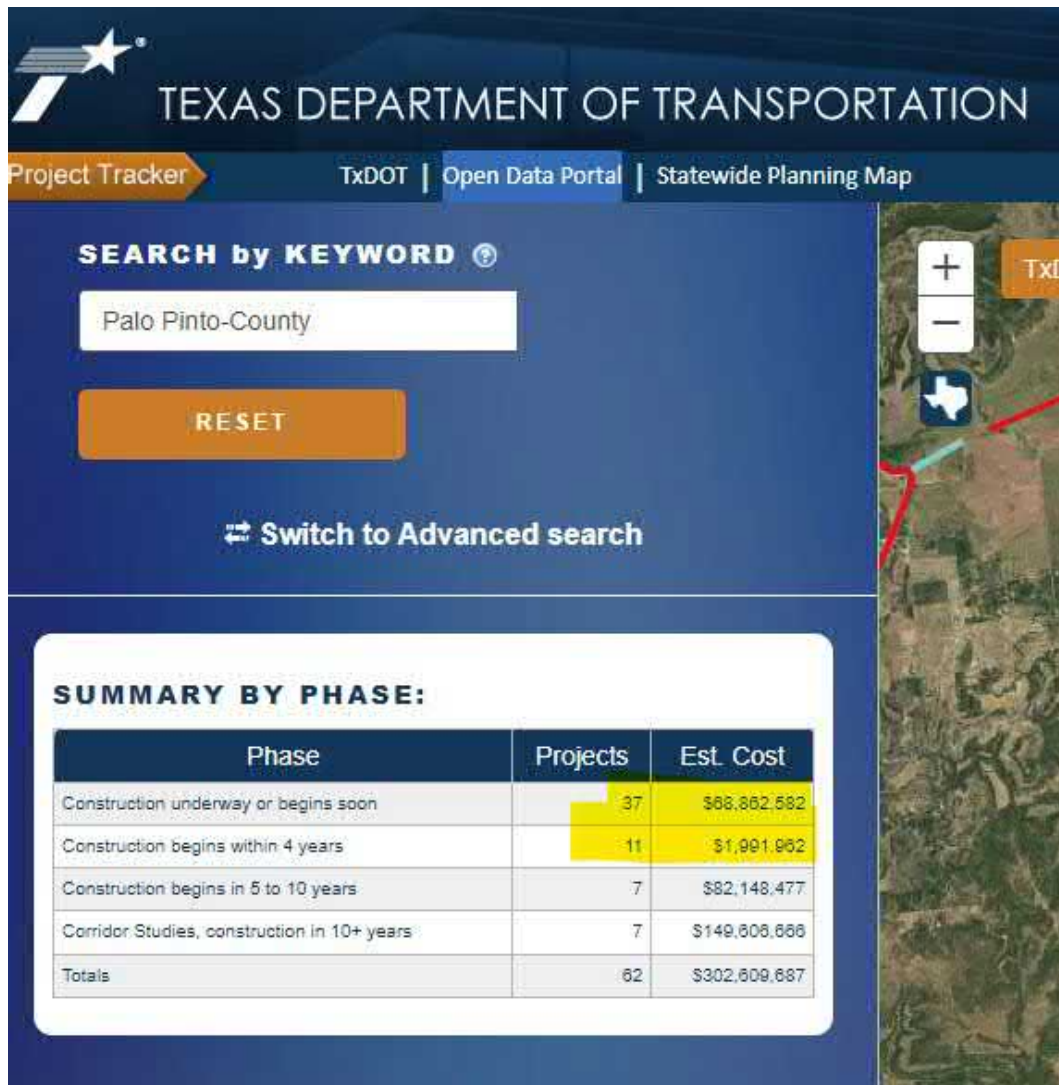 TEXAS DEPARTMENT OF TRANSPORTATION
Project Tracker
TxDOT | Open Data Portal | Statewide Planning Map
SEARCH by KEYWORD ?
Palo Pinto-County
RESET
Switch to Advanced search
+
−
SUMMARY BY PHASE:
Phase Projects Est. Cost
Construction underway or begins soon 37 $68,862,582
Construction begins within 4 years 11 $1,991,962
Construction begins in 5 to 10 years 7 $82,148,477
Corridor Studies, construction in 10+ years 7 $149,606,666
Totals 62 $302,609,687